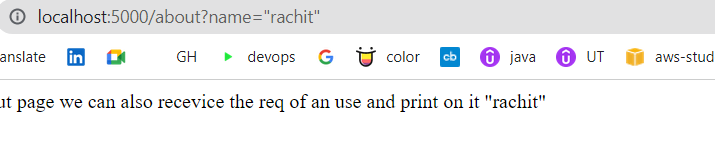 localhost:5000/about?name="rachit"
anslate in GH devops G color cb java UT aws-stud
ut page we can also recevice the req of an use and print on it "rachit"